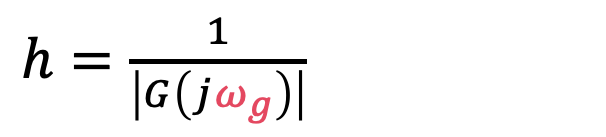 h = 1 / |G(jω_g)|